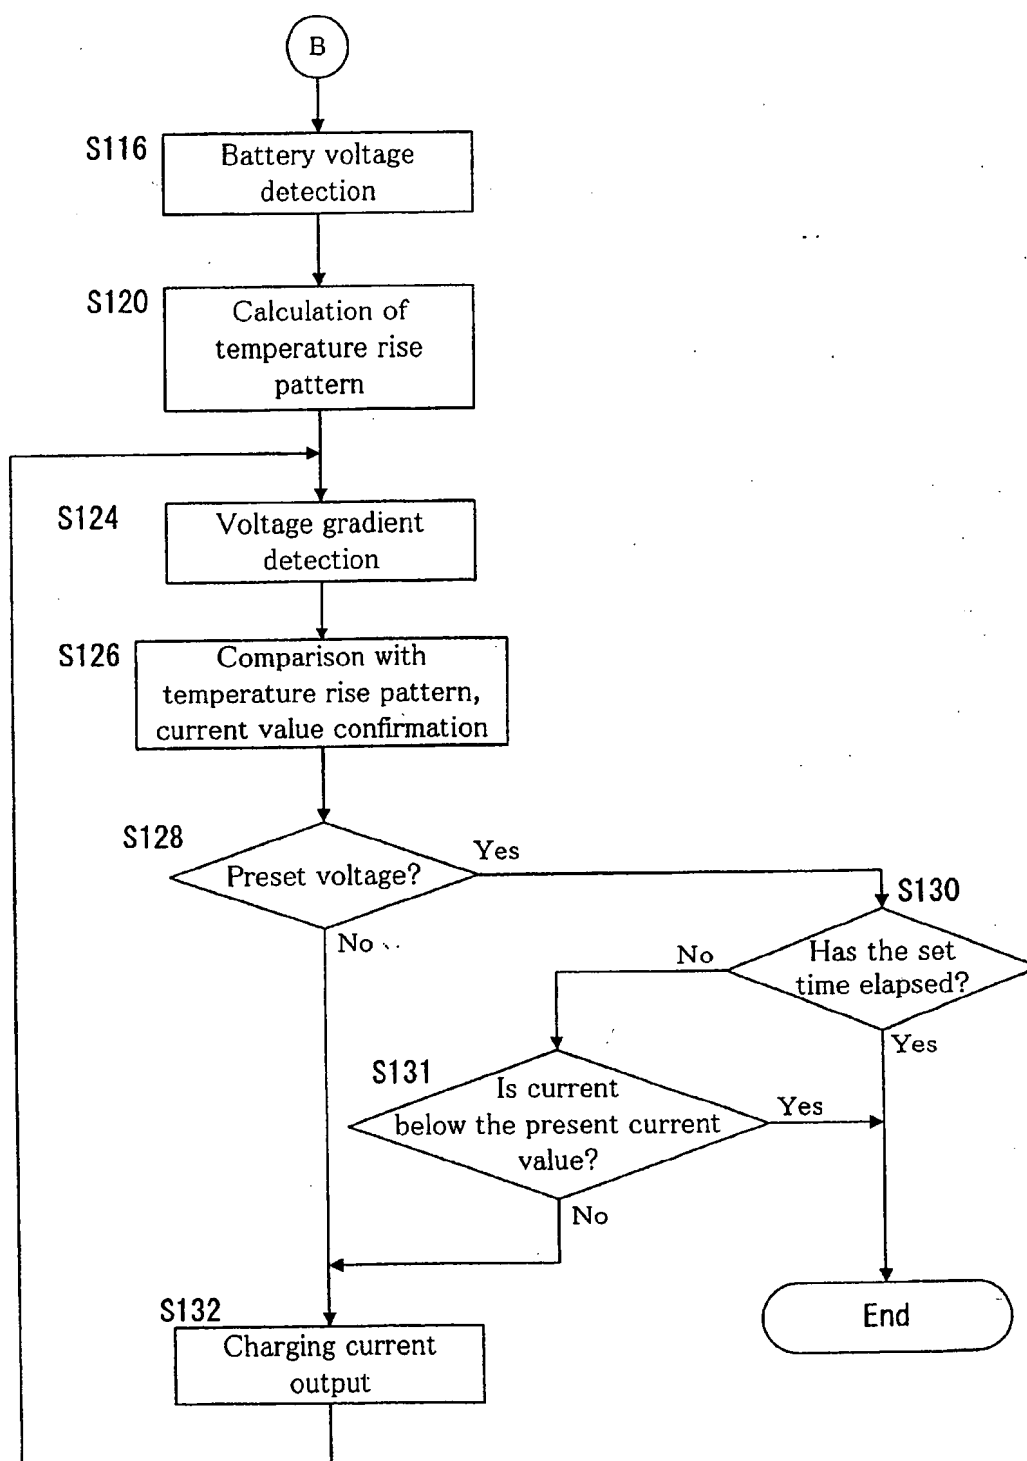 B
S116
Battery voltage
detection
S120
Calculation of
temperature rise
pattern
S124
Voltage gradient
detection
S126
Comparison with
temperature rise pattern,
current value confirmation
S128
Preset voltage?
Yes
No
S130
Has the set
time elapsed?
No
Yes
S131
Is current
below the present current
value?
Yes
No
S132
Charging current
output
End